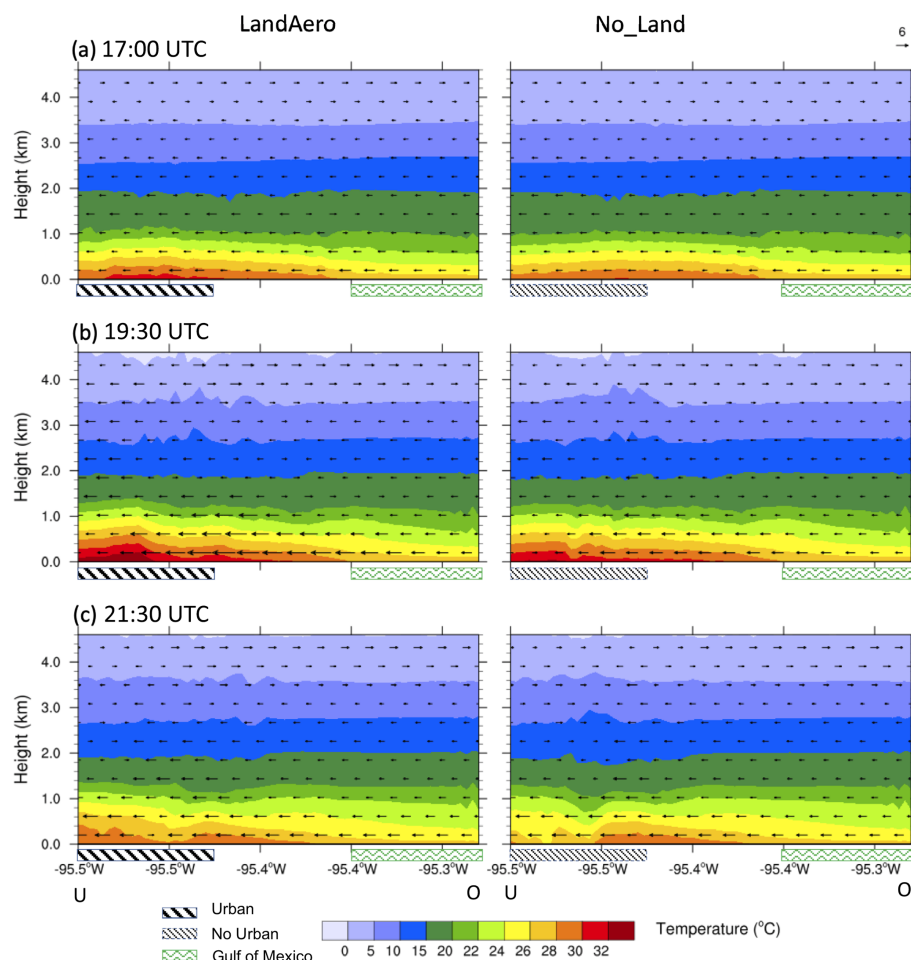 LandAero
No_Land
6
(a) 17:00 UTC
Height (km)
4.0
3.0
2.0
1.0
0.0
(b) 19:30 UTC
Height (km)
4.0
3.0
2.0
1.0
0.0
(c) 21:30 UTC
Height (km)
4.0
3.0
2.0
1.0
0.0
-95.5°W -95.5°W -95.4°W -95.4°W -95.3°W -95.5°W -95.5°W -95.4°W -95.4°W -95.3°W
U O U O
Urban
No Urban
Gulf of Mexico
0 5 10 15 20 22 24 26 28 30 32
Temperature (°C)